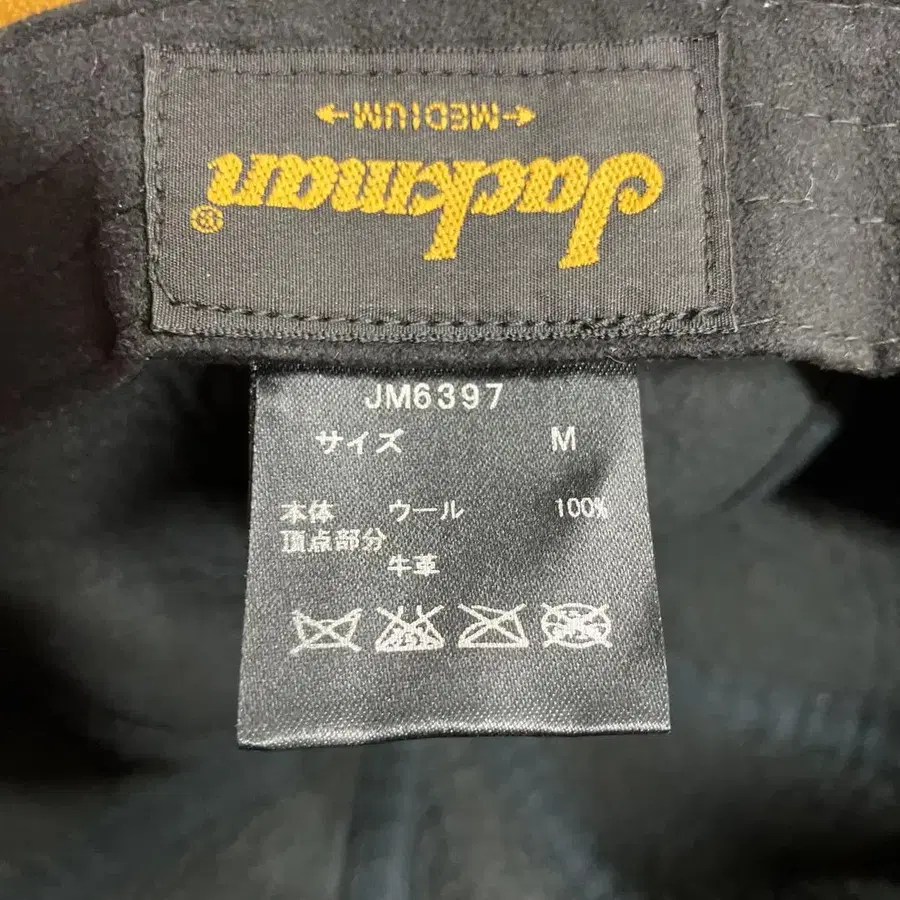 Jackman®
←MEDIUM→
JM6397
サイズ M
本体 ウール 100%
頂点部分
牛革